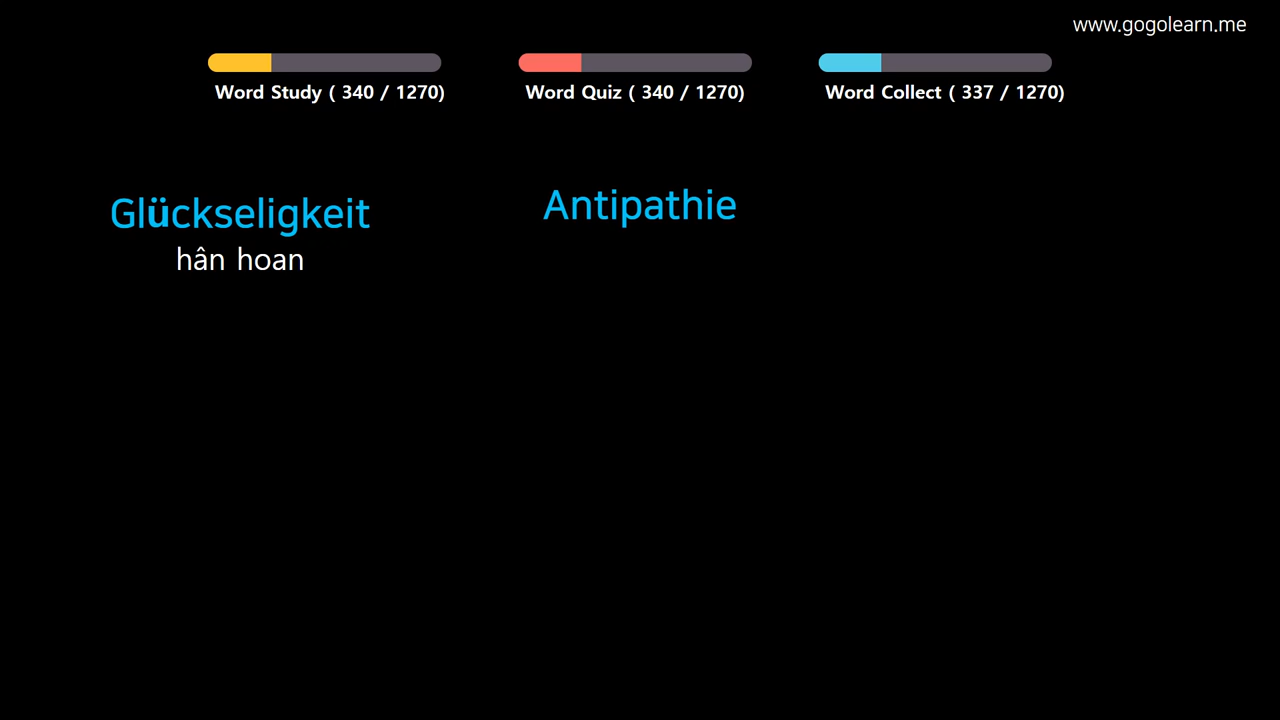 www.gogolearn.me
Word Study ( 340 / 1270)
Word Quiz ( 340 / 1270)
Word Collect ( 337 / 1270)
Glückseligkeit
hân hoan
Antipathie